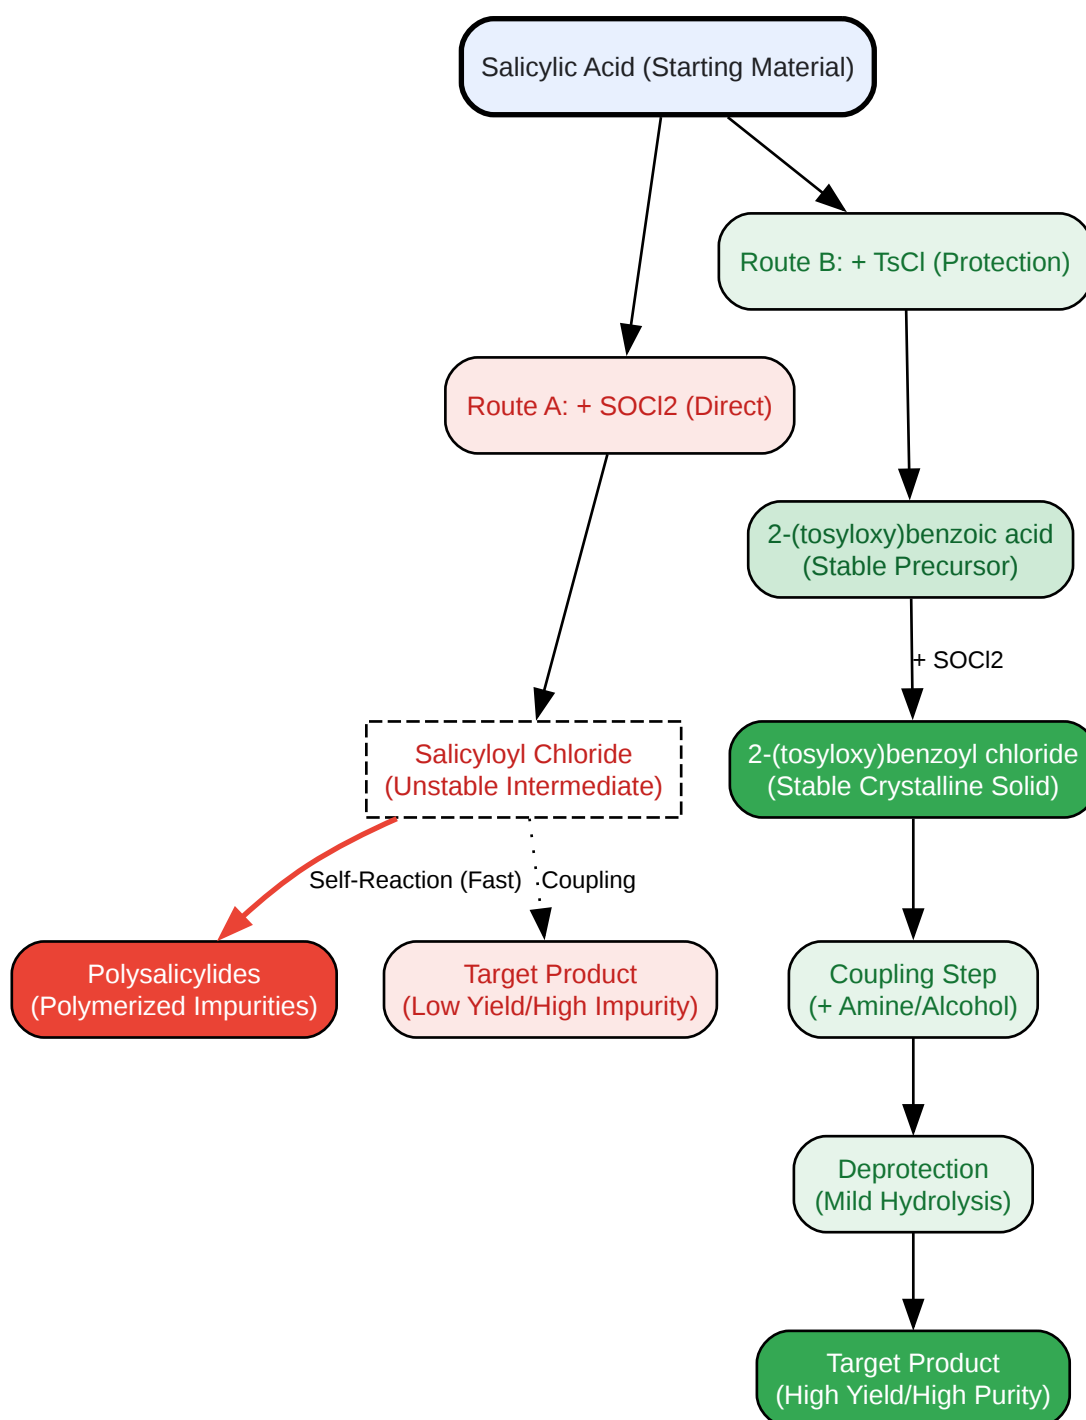 Salicylic Acid (Starting Material)
Route B: + TsCl (Protection)
Route A: + SOCl2 (Direct)
2-(tosyloxy)benzoic acid
(Stable Precursor)
+ SOCl2
Salicyloyl Chloride
(Unstable Intermediate)
2-(tosyloxy)benzoyl chloride
(Stable Crystalline Solid)
Self-Reaction (Fast)
Coupling
Polysalicylides
(Polymerized Impurities)
Target Product
(Low Yield/High Impurity)
Coupling Step
(+ Amine/Alcohol)
Deprotection
(Mild Hydrolysis)
Target Product
(High Yield/High Purity)